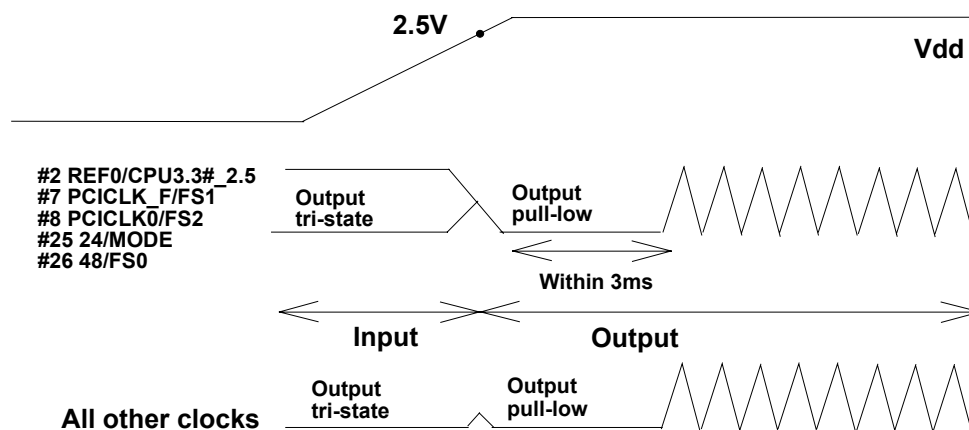 2.5V
Vdd
#2 REF0/CPU3.3#_2.5
#7 PCICLK_F/FS1
#8 PCICLK0/FS2
#25 24/MODE
#26 48/FS0
Output
tri-state
Output
pull-low
Within 3ms
Input
Output
All other clocks
Output
tri-state
Output
pull-low